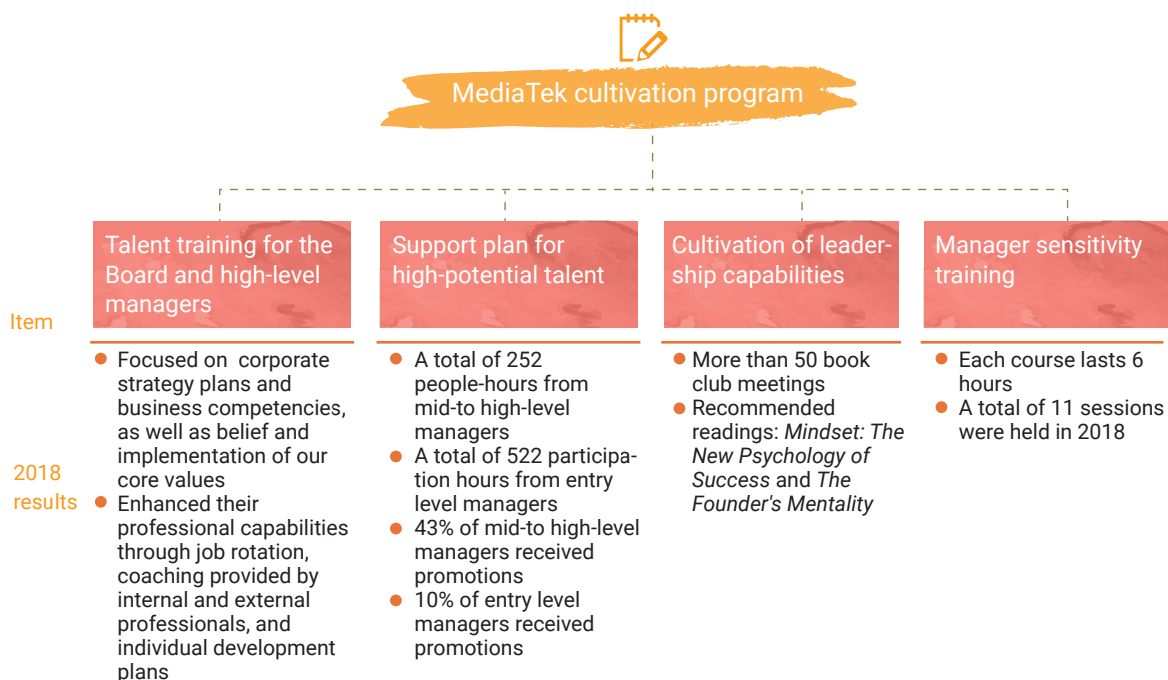 MediaTek cultivation program
Item
Talent training for the
Board and high-level
managers
Support plan for
high-potential talent
Cultivation of leader-
ship capabilities
Manager sensitivity
training
2018
results
Focused on corporate
strategy plans and
business competencies,
as well as belief and
implementation of our
core values
Enhanced their
professional capabilities
through job rotation,
coaching provided by
internal and external
professionals, and
individual development
plans
A total of 252
people-hours from
mid-to high-level
managers
A total of 522 participa-
tion hours from entry
level managers
43% of mid-to high-level
managers received
promotions
10% of entry level
managers received
promotions
More than 50 book
club meetings
Recommended
readings: Mindset: The
New Psychology of
Success and The
Founder's Mentality
Each course lasts 6
hours
A total of 11 sessions
were held in 2018